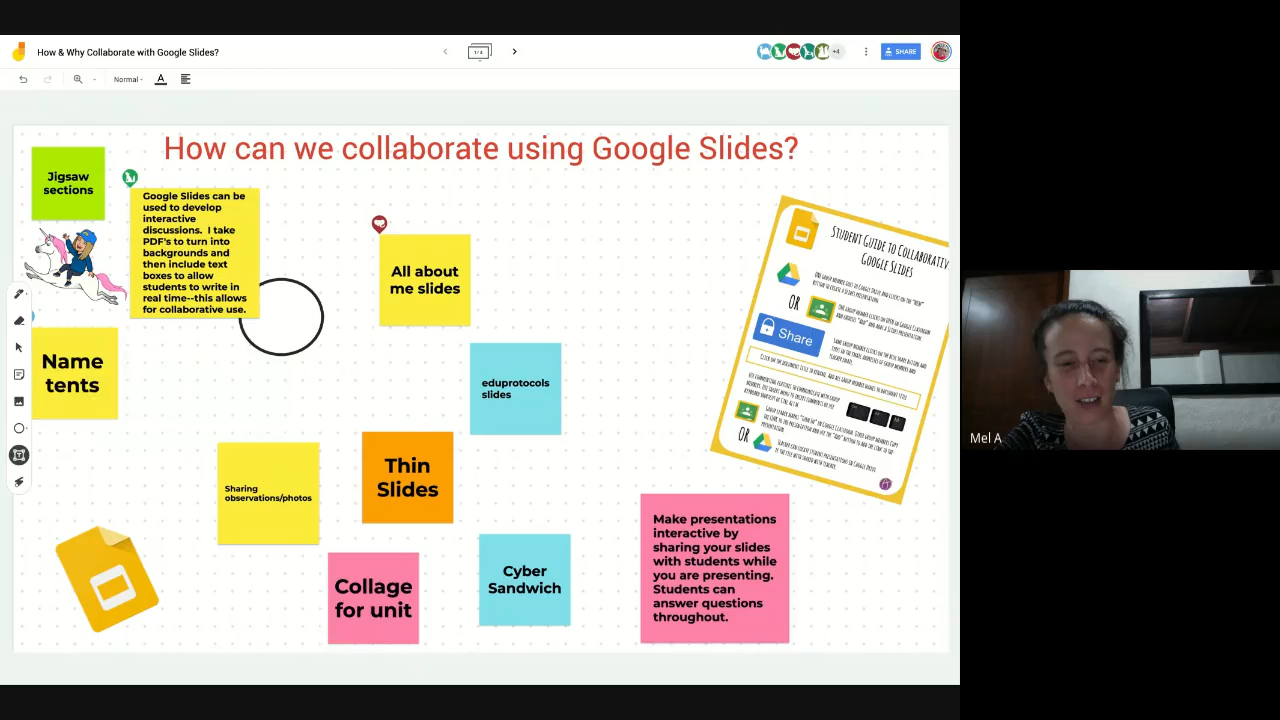 How & Why Collaborate with Google Slides?
1/4
+4
SHARE
Normal
A
How can we collaborate using Google Slides?
Jigsaw
sections
Google Slides can be
used to develop
interactive
discussions. I take
PDF's to turn into
backgrounds and
then include text
boxes to allow
students to write in
real time--this allows
for collaborative use.
All about
me slides
Name
tents
eduprotocols
slides
Sharing
observations/photos
Thin
Slides
Collage
for unit
Cyber
Sandwich
Make presentations
interactive by
sharing your slides
with students while
you are presenting.
Students can
answer questions
throughout.
Student Guide to Collaborativ
Google Slides
OR
Share
OR
Mel A